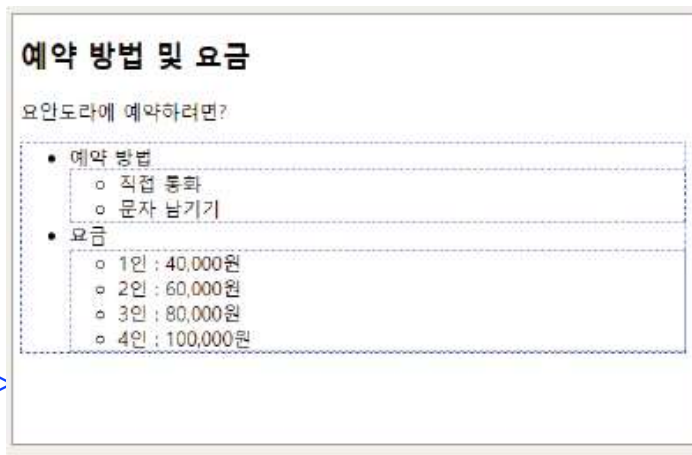 예약 방법 및 요금
요안도라에 예약하려면?
• 예약 방법
○ 직접 통화
○ 문자 남기기
• 요금
○ 1인 : 40,000원
○ 2인 : 60,000원
○ 3인 : 80,000원
○ 4인 : 100,000원
>